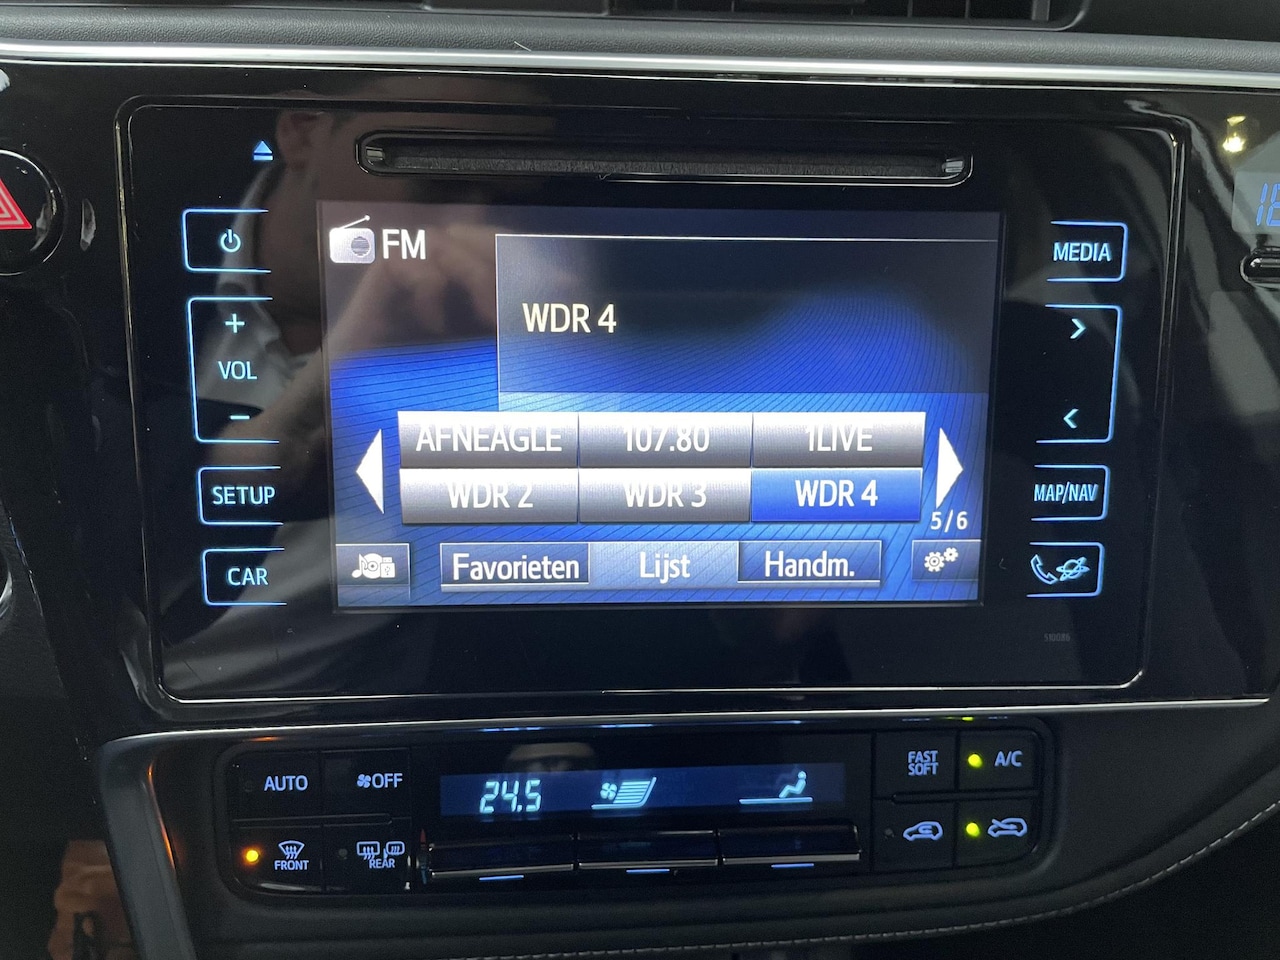 FM
MEDIA
WDR 4
+
VOL
-
AFNEAGLE 107.80 1LIVE
WDR 2 WDR 3 WDR 4
5/6
SETUP
MAP/NAV
Favorieten Lijst Handm.
CAR
510086
AUTO
OFF
24.5
FAST
SOFT
A/C
FRONT
REAR